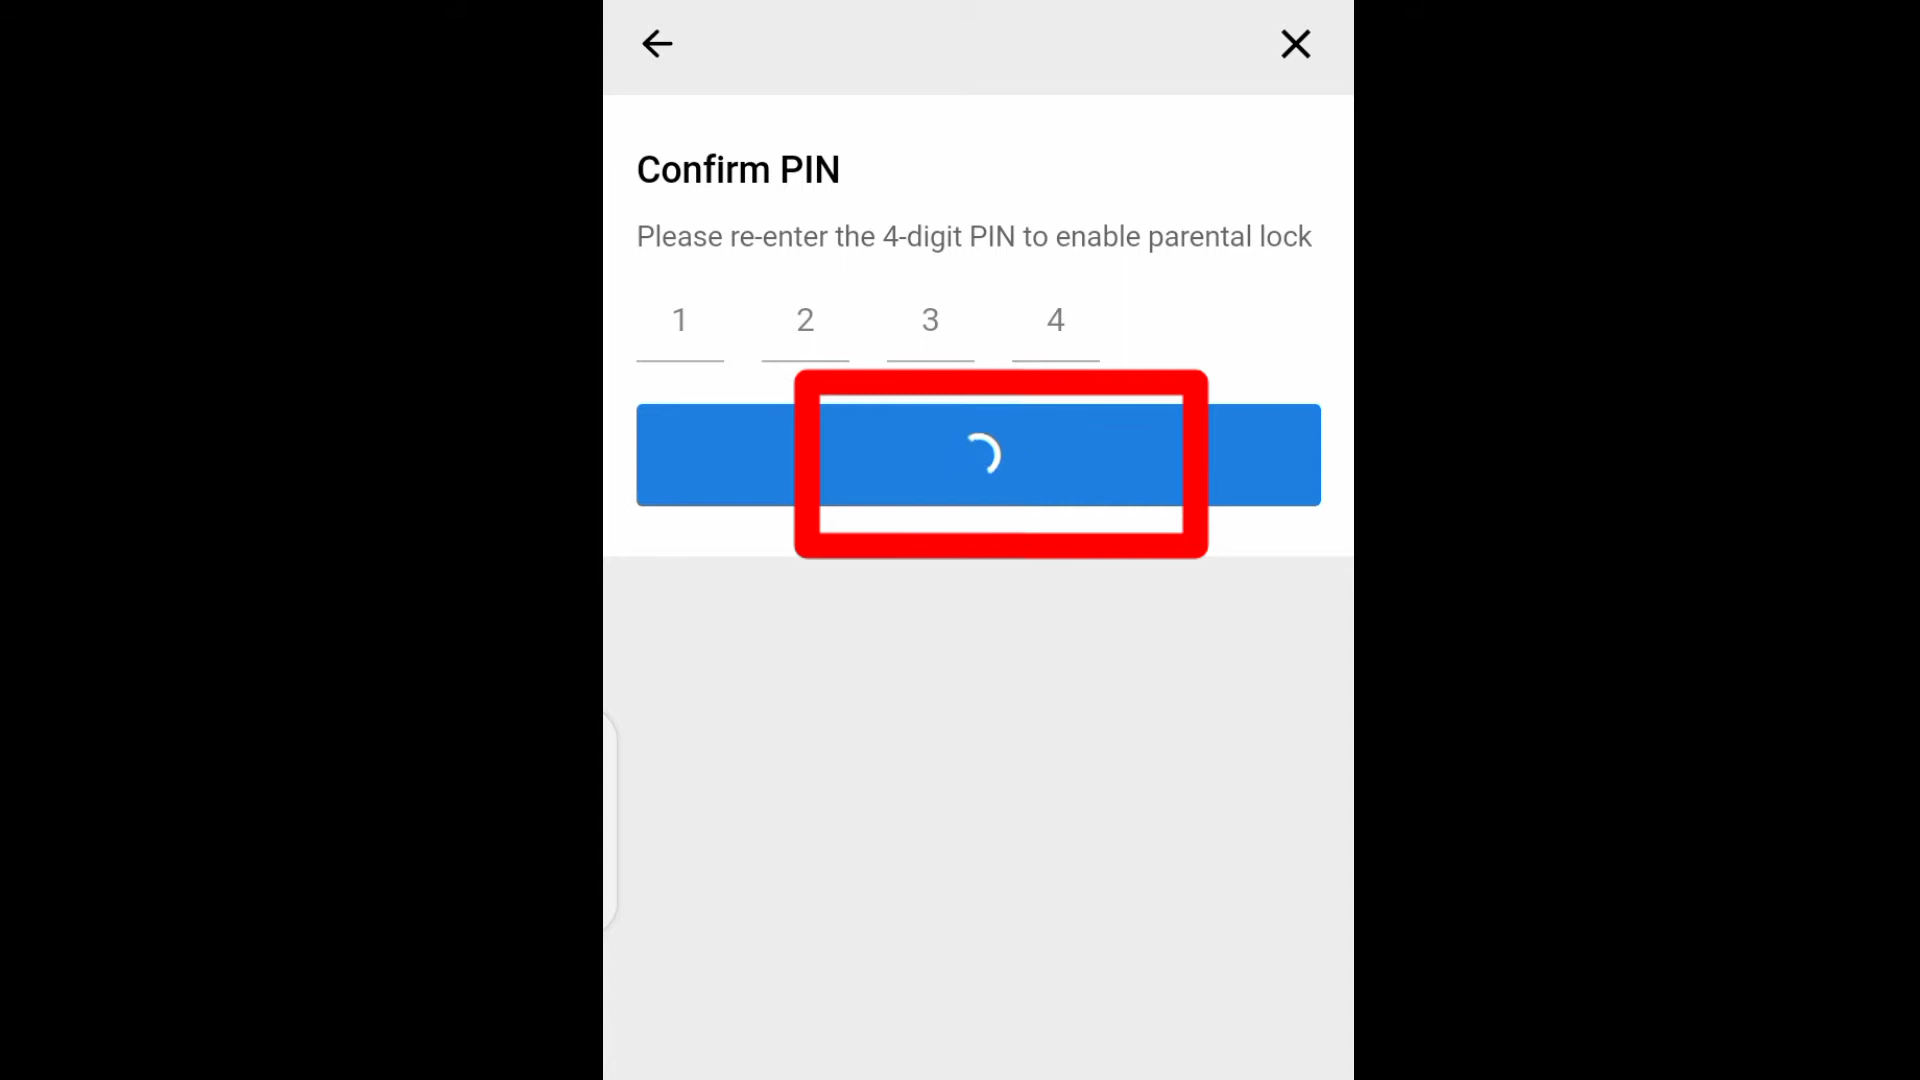 Confirm PIN
Please re-enter the 4-digit PIN to enable parental lock
1 2 3 4